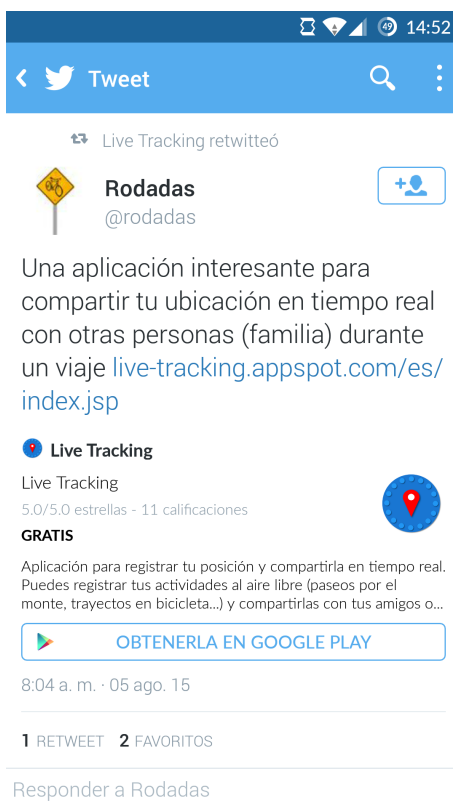 49 14:52
Tweet
Live Tracking retwitteó
Rodadas
@rodadas
Una aplicación interesante para
compartir tu ubicación en tiempo real
con otras personas (familia) durante
un viaje live-tracking.appspot.com/es/
index.jsp
Live Tracking
Live Tracking
5.0/5.0 estrellas - 11 calificaciones
GRATIS
Aplicación para registrar tu posición y compartirla en tiempo real.
Puedes registrar tus actividades al aire libre (paseos por el
monte, trayectos en bicicleta...) y compartirlas con tus amigos o...
OBTENERLA EN GOOGLE PLAY
8:04 a. m. · 05 ago. 15
1 RETWEET 2 FAVORITOS
Responder a Rodadas